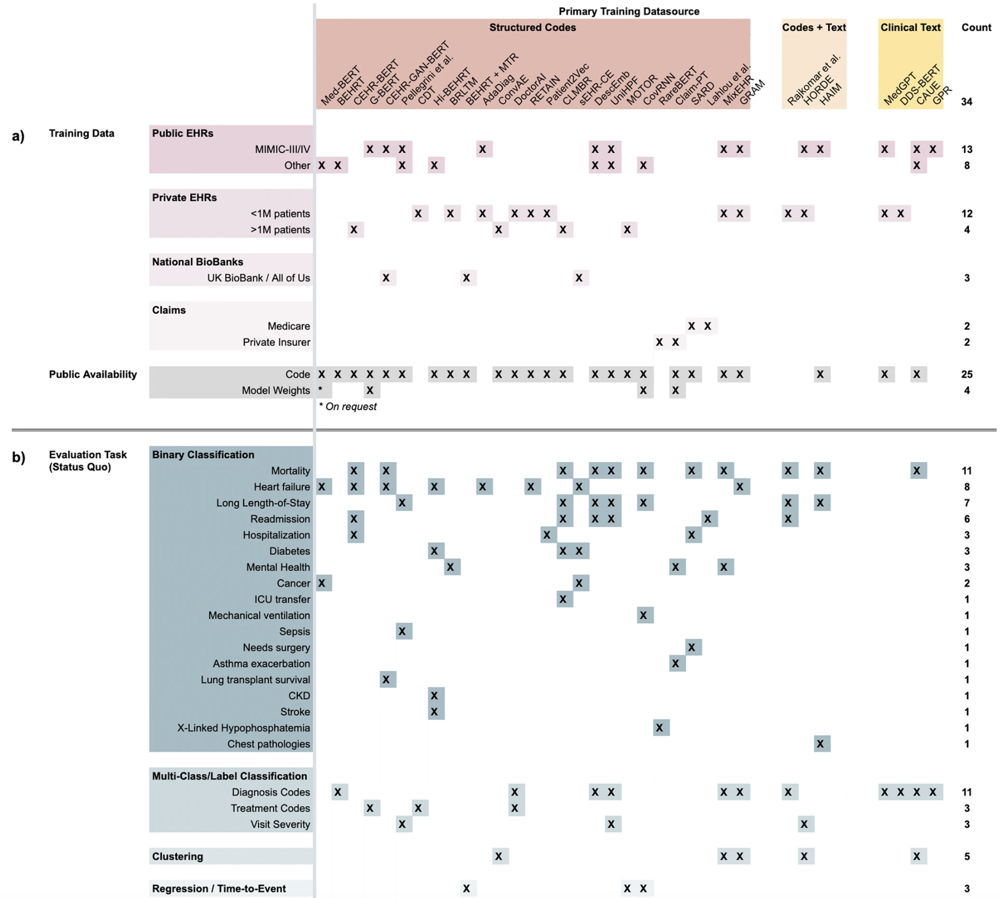 Primary Training Datasource
Structured Codes
Codes + Text
Clinical Text
Count
Med-BERT
BEHRT
CEHR-BERT
G-BERT
CEHR-GAN-BERT
Pellegrini et al.
CDT
Hi-BEHRT
BRLTM
BEHRT + MTR
AdaDiag
ConvAE
DoctorAI
RETAIN
Patient2Vec
CLMBR
sEHR-CE
DescEmb
UniHPF
MOTOR
CovRNN
RareBERT
Claim-PT
SARD
Lahlou et al.
MixEHR
GRAM
Rajkomar et al.
HORDE
HAIM
MedGPT
DDS-BERT
CAUE
GPR
34
a) Training Data
Public EHRs
MIMIC-III/IV X X X X X X X X X X X X X 13
Other X X X X X X X X 8
Private EHRs
<1M patients X X X X X X X X X X X X 12
>1M patients X X X X 4
National BioBanks
UK BioBank / All of Us X X X 3
Claims
Medicare X X 2
Private Insurer X X 2
Public Availability
Code X X X X X X X X X X X X X X X X X X X X X X X X X 25
Model Weights * X X X 4
* On request
b) Evaluation Task
(Status Quo)
Binary Classification
Mortality X X X X X X X X X X X 11
Heart failure X X X X X X X X 8
Long Length-of-Stay X X X X X X X 7
Readmission X X X X X X 6
Hospitalization X X X 3
Diabetes X X X 3
Mental Health X X X 3
Cancer X X 2
ICU transfer X 1
Mechanical ventilation X 1
Sepsis X 1
Needs surgery X 1
Asthma exacerbation X 1
Lung transplant survival X 1
CKD X 1
Stroke X 1
X-Linked Hypophosphatemia X 1
Chest pathologies X 1
Multi-Class/Label Classification
Diagnosis Codes X X X X X X X X X X X 11
Treatment Codes X X X 3
Visit Severity X X X 3
Clustering X X X X X 5
Regression / Time-to-Event X X X 3